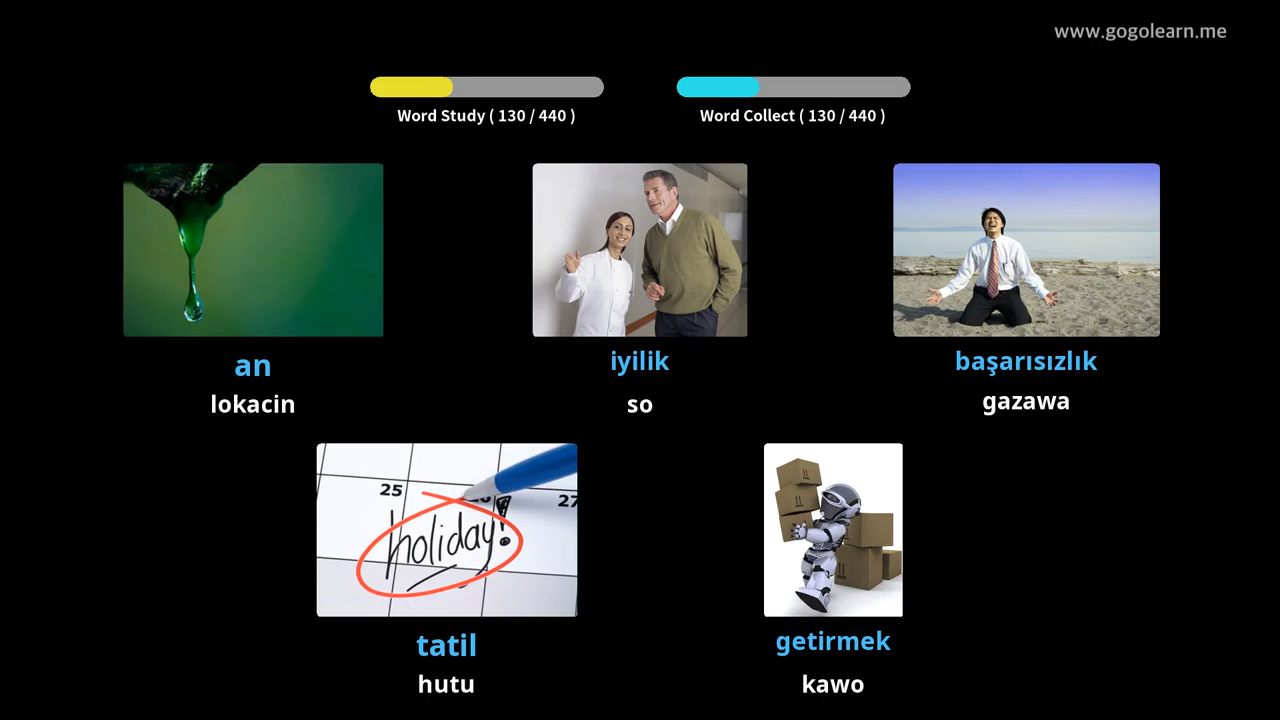 www.gogolearn.me
Word Study ( 130 / 440 )
Word Collect ( 130 / 440 )
an
lokacin
iyilik
so
başarısızlık
gazawa
25
27
holiday!
tatil
hutu
getirmek
kawo